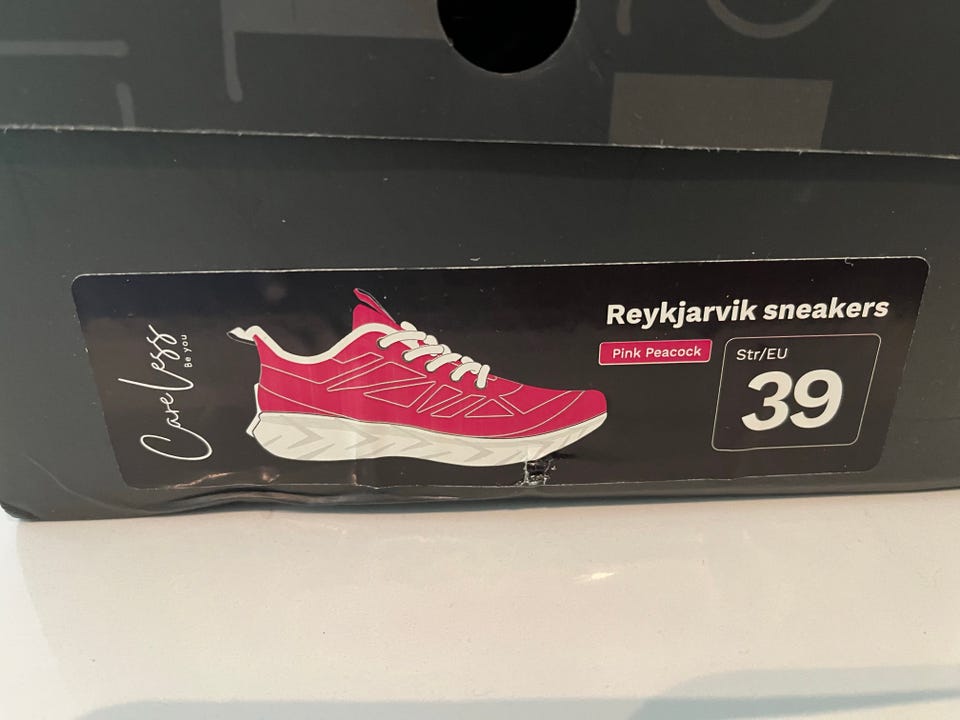 CareLess
Be you
Reykjarvik sneakers
Pink Peacock
Str/EU
39